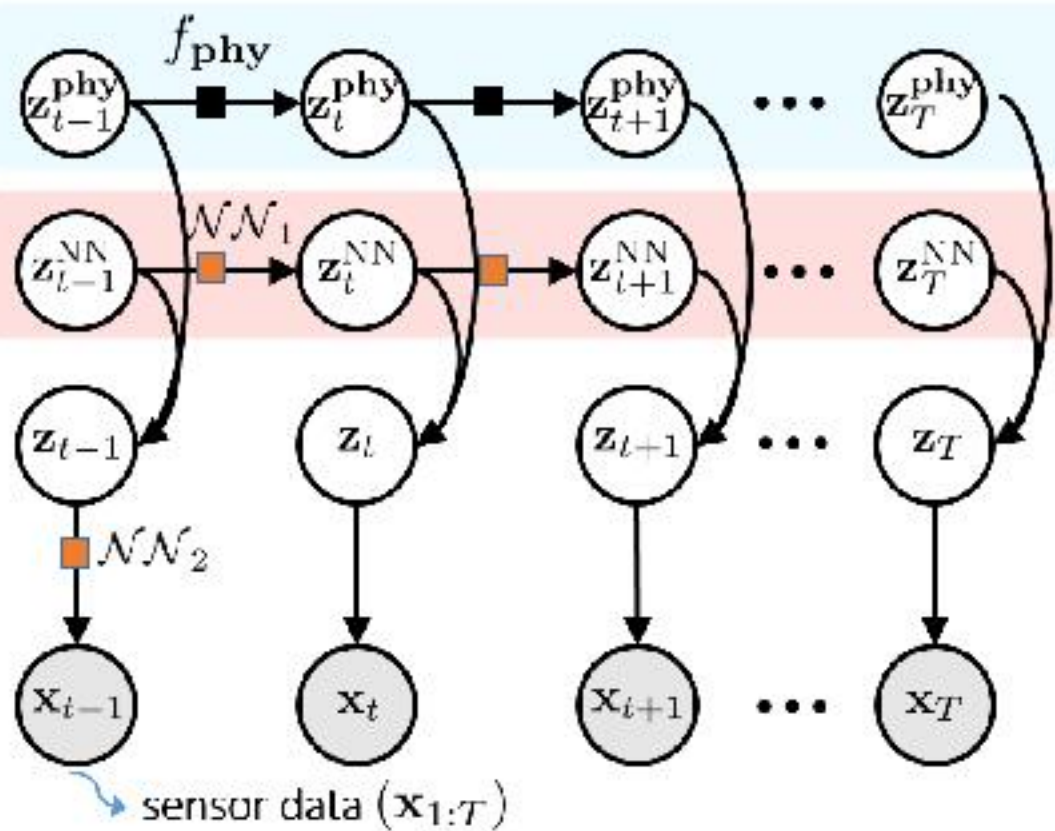 f_phy
z_{t-1}^{phy} z_t^{phy} z_{t+1}^{phy} ••• z_T^{phy}
𝒩𝒩_1
z_{t-1}^{NN} z_t^{NN} z_{t+1}^{NN} ••• z_T^{NN}
z_{t-1} z_t z_{t+1} ••• z_T
𝒩𝒩_2
x_{t-1} x_t x_{t+1} ••• x_T
sensor data (x_{1:T})